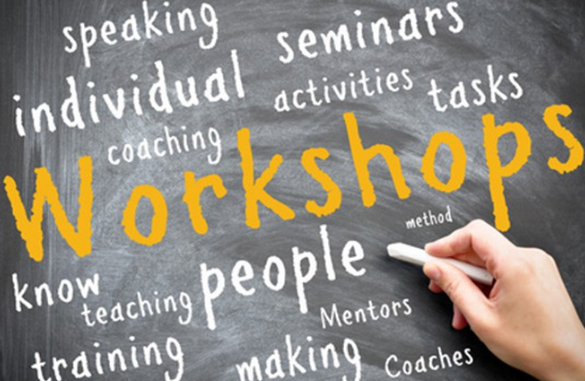 speaking
seminars
individual
activities
tasks
coaching
Workshops
method
people
know
teaching
Mentors
training
making
Coaches